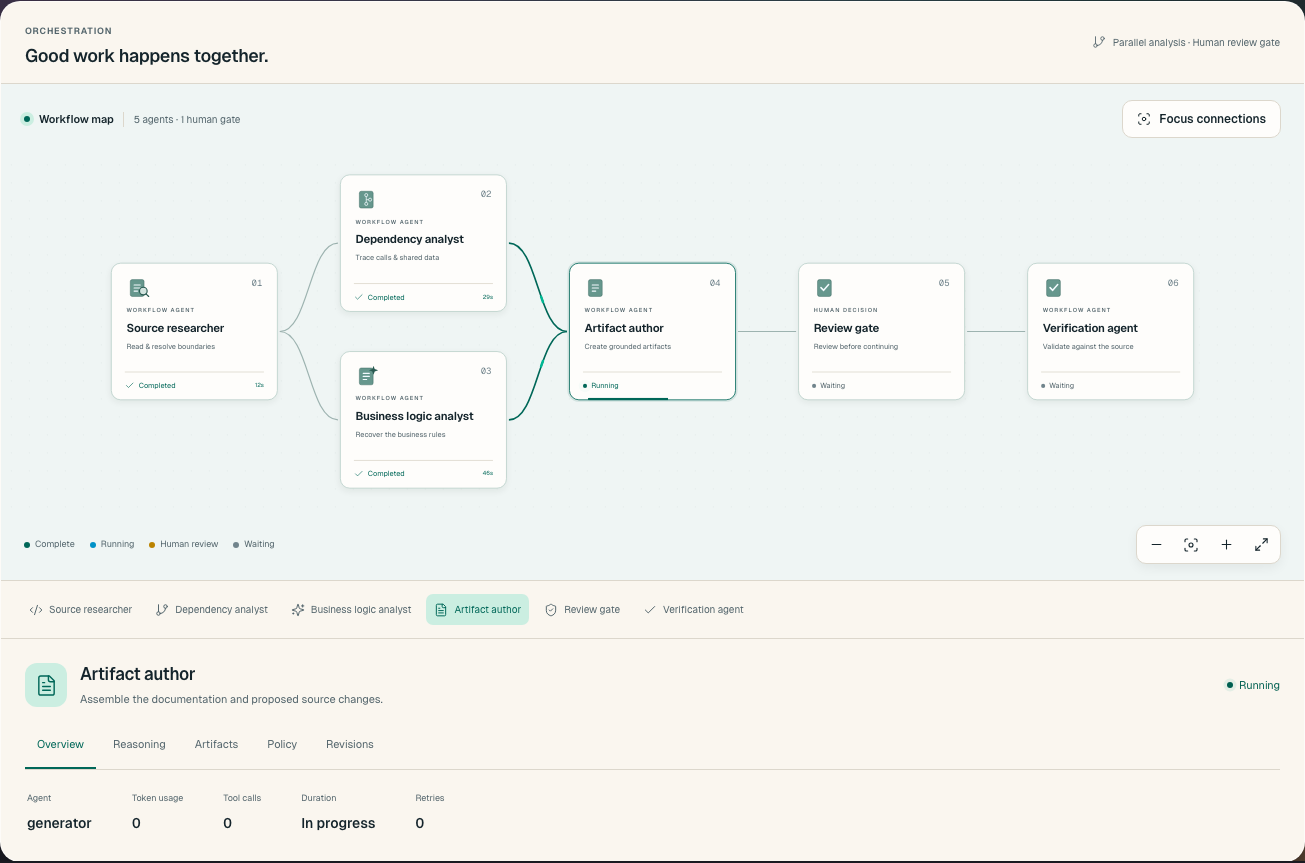 ORCHESTRATION
Good work happens together.
Parallel analysis · Human review gate
Workflow map
5 agents · 1 human gate
Focus connections
01
WORKFLOW AGENT
Source researcher
Read & resolve boundaries
Completed
12s
02
WORKFLOW AGENT
Dependency analyst
Trace calls & shared data
Completed
29s
03
WORKFLOW AGENT
Business logic analyst
Recover the business rules
Completed
46s
04
WORKFLOW AGENT
Artifact author
Create grounded artifacts
Running
05
HUMAN DECISION
Review gate
Review before continuing
Waiting
06
WORKFLOW AGENT
Verification agent
Validate against the source
Waiting
Complete
Running
Human review
Waiting
Source researcher
Dependency analyst
Business logic analyst
Artifact author
Review gate
Verification agent
Artifact author
Assemble the documentation and proposed source changes.
Running
Overview
Reasoning
Artifacts
Policy
Revisions
Agent
generator
Token usage
0
Tool calls
0
Duration
In progress
Retries
0